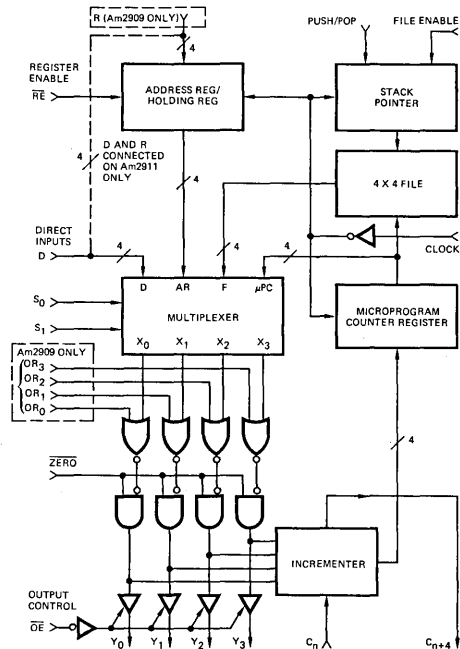 R (Am2909 ONLY)
PUSH/POP
FILE ENABLE
4
REGISTER
ENABLE
RE
ADDRESS REG/
HOLDING REG
STACK
POINTER
4
D AND R
CONNECTED
ON Am2911
ONLY
4
4 X 4 FILE
DIRECT
INPUTS
D
4
4
4
CLOCK
D
AR
F
μPC
S0
S1
MULTIPLEXER
X0
X1
X2
X3
MICROPROGRAM
COUNTER REGISTER
Am2909 ONLY
OR3
OR2
OR1
OR0
4
ZERO
INCREMENTER
OUTPUT
CONTROL
OE
Y0
Y1
Y2
Y3
Cn
Cn+4